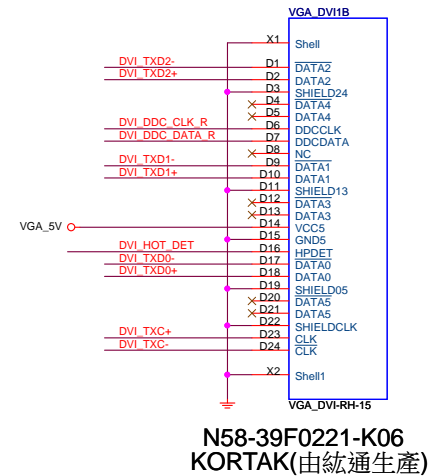 VGA_DVI1B
X1 Shell
DVI_TXD2- D1 DATA2
DVI_TXD2+ D2 DATA2
D3 SHIELD24
D4 DATA4
D5 DATA4
DVI_DDC_CLK_R D6 DDCCLK
DVI_DDC_DATA_R D7 DDCDATA
D8 NC
DVI_TXD1- D9 DATA1
DVI_TXD1+ D10 DATA1
D11 SHIELD13
D12 DATA3
D13 DATA3
VGA_5V D14 VCC5
D15 GND5
DVI_HOT_DET D16 HPDET
DVI_TXD0- D17 DATA0
DVI_TXD0+ D18 DATA0
D19 SHIELD05
D20 DATA5
D21 DATA5
D22 SHIELDCLK
DVI_TXC+ D23 CLK
DVI_TXC- D24 CLK
X2 Shell1
VGA_DVI-RH-15
N58-39F0221-K06
KORTAK(由紘通生產)